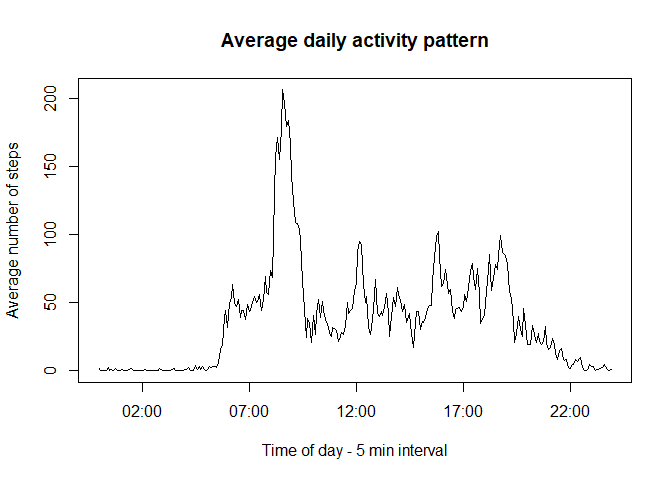 Average daily activity pattern
Average number of steps
200
150
100
50
0
02:00 07:00 12:00 17:00 22:00
Time of day - 5 min interval